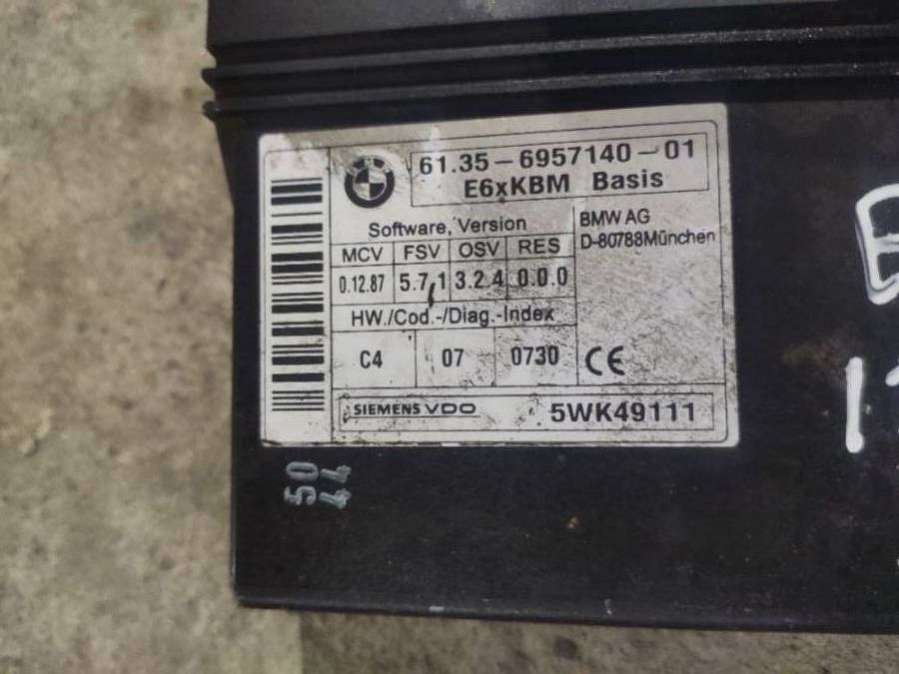 61.35-6957140-01
E6xKBM Basis
Software, Version
MCV FSV OSV RES
0.12.87 5.7.1 3.2.4 0.0.0
HW./Cod.-/Diag.-Index
C4 07 0730
BMW AG
D-80788München
CE
SIEMENS VDO 5WK49111
50
44